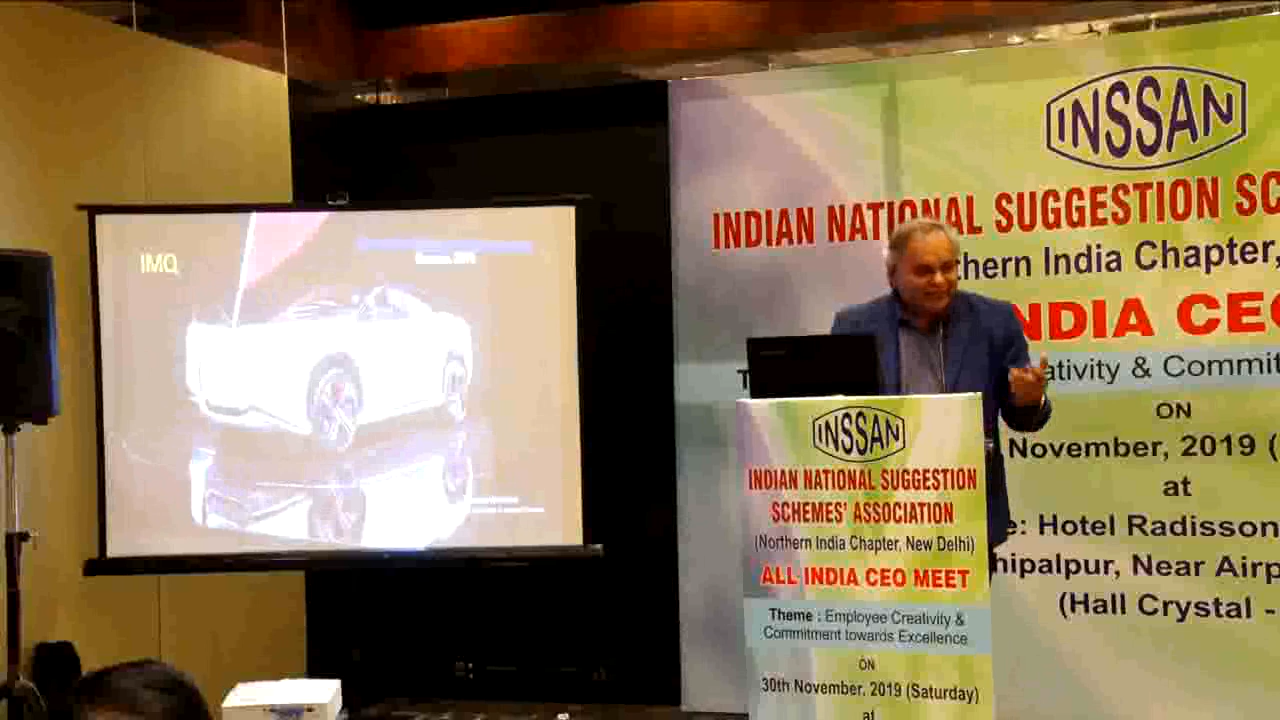 IMQ
INSSAN
INDIAN NATIONAL SUGGESTION SC
thern India Chapter,
NDIA CEO
ativity & Commit
ON
November, 2019 (
at
e: Hotel Radisson
hipalpur, Near Airp
(Hall Crystal -
INSSAN
INDIAN NATIONAL SUGGESTION
SCHEMES' ASSOCIATION
(Northern India Chapter, New Delhi)
ALL INDIA CEO MEET
Theme : Employee Creativity &
Commitment towards Excellence
ON
30th November, 2019 (Saturday)
at